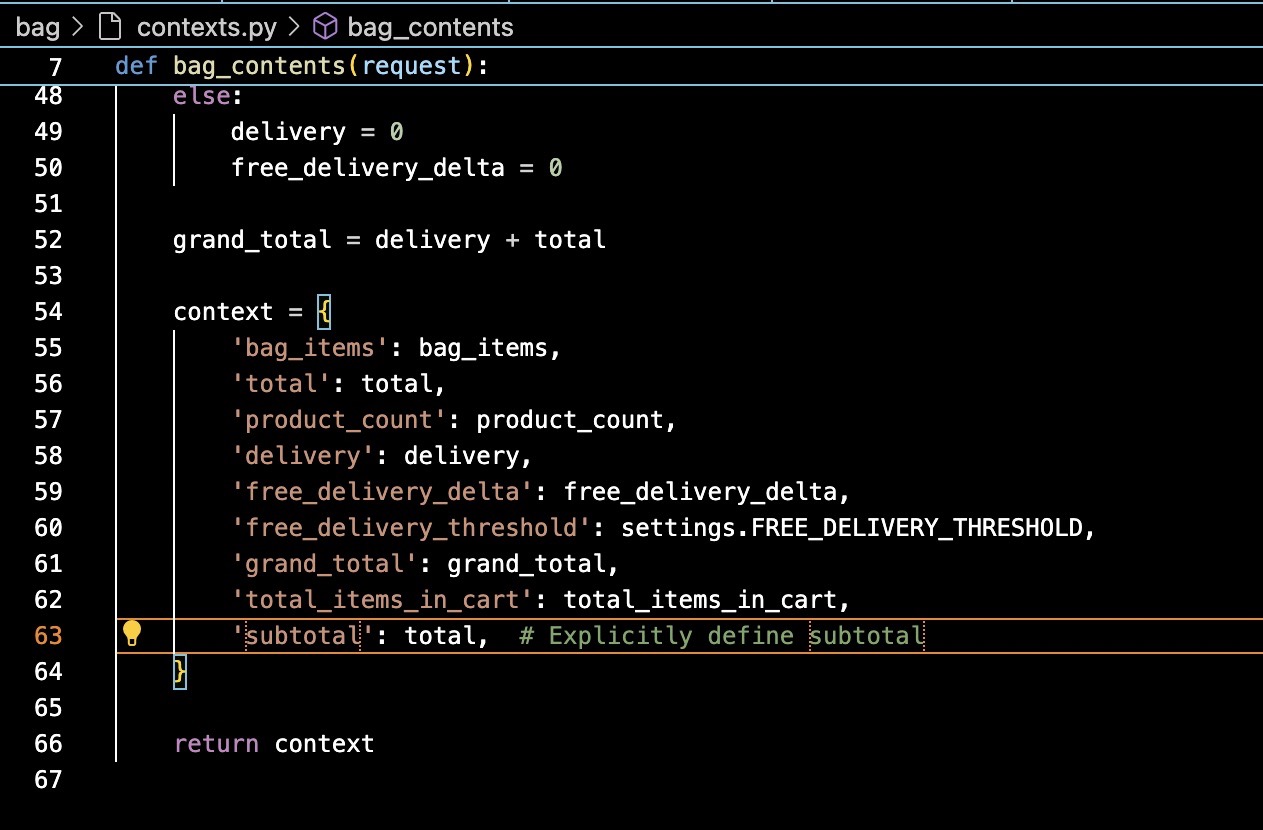 bag > contexts.py > bag_contents
7 def bag_contents(request):
48 else:
49 delivery = 0
50 free_delivery_delta = 0
51
52 grand_total = delivery + total
53
54 context = {
55 'bag_items': bag_items,
56 'total': total,
57 'product_count': product_count,
58 'delivery': delivery,
59 'free_delivery_delta': free_delivery_delta,
60 'free_delivery_threshold': settings.FREE_DELIVERY_THRESHOLD,
61 'grand_total': grand_total,
62 'total_items_in_cart': total_items_in_cart,
63 'subtotal': total,  # Explicitly define subtotal
64 }
65
66 return context
67